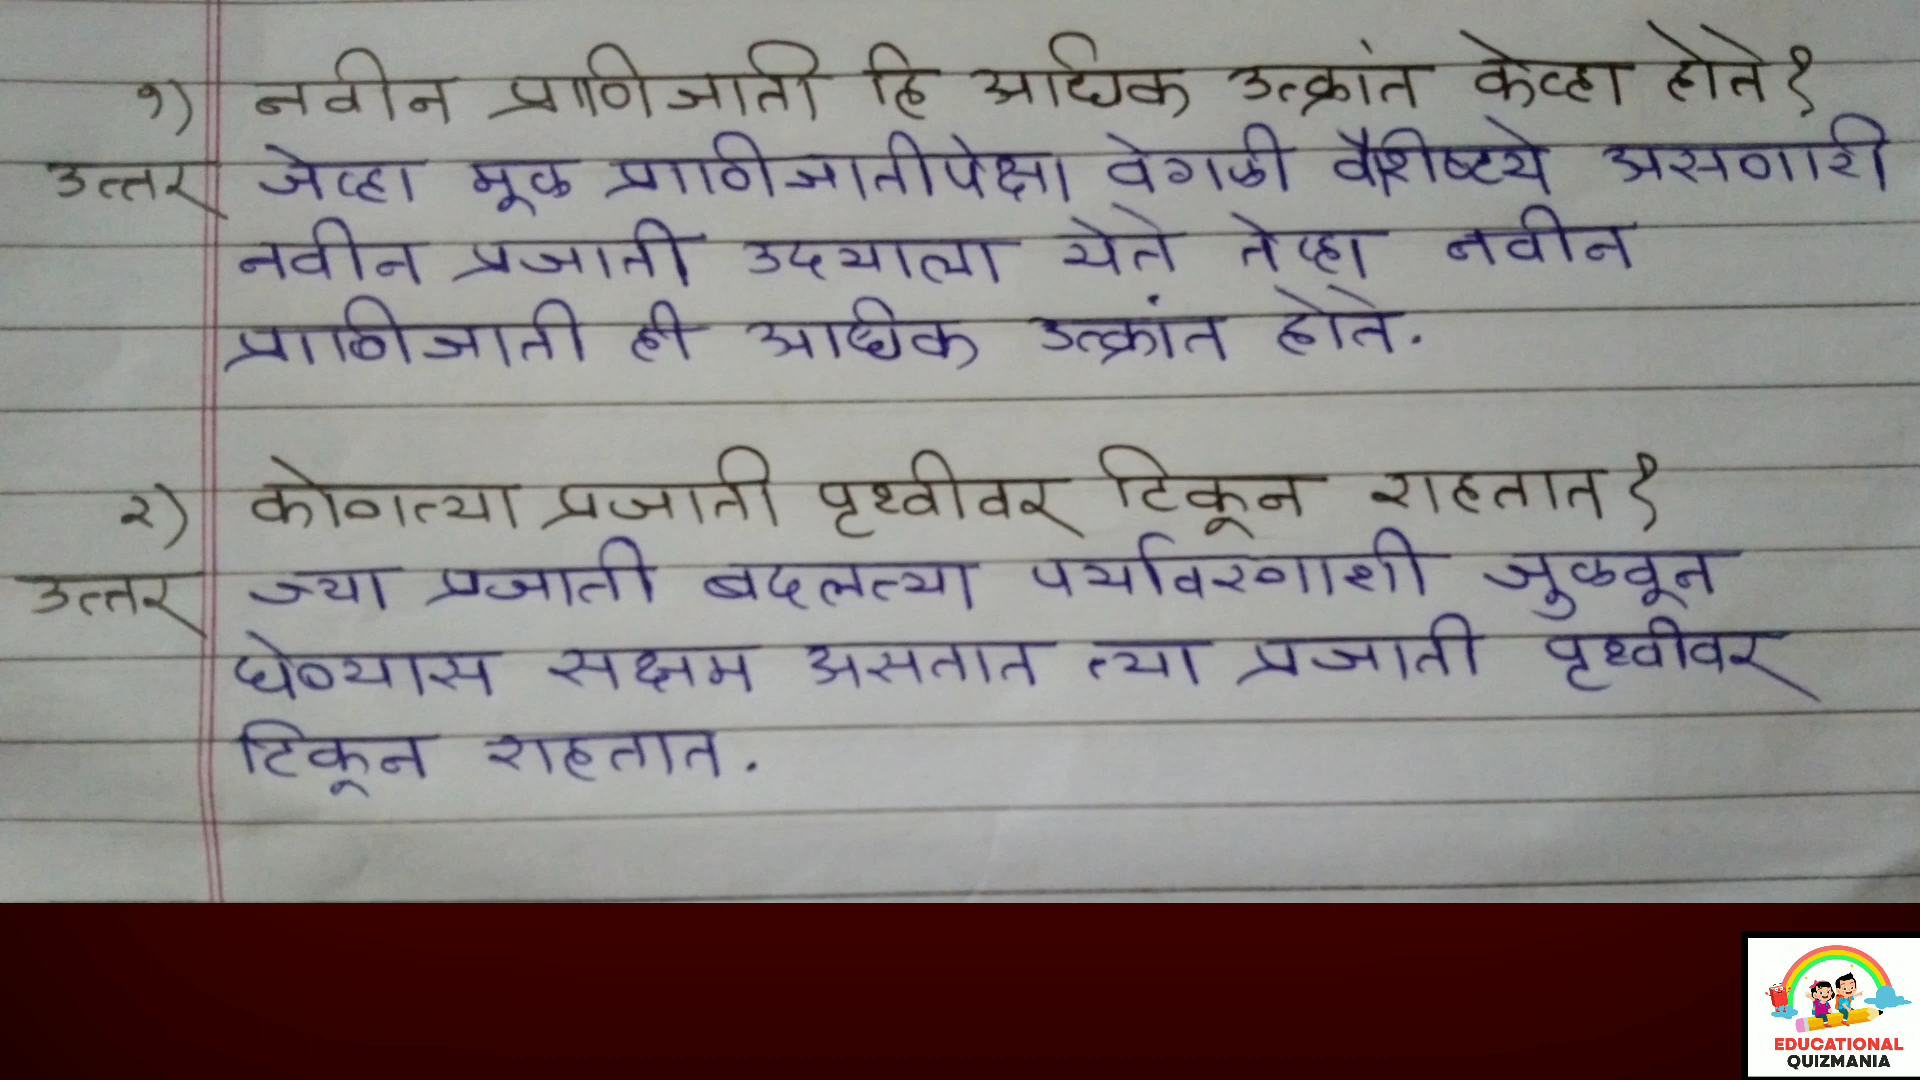 १) नवीन प्राणिजाती हि अधिक उत्क्रांत केव्हा होते?
उत्तर जेव्हा मूळ प्राणीजातीपेक्षा वेगळी वैशीष्ट्ये असणारी
नवीन प्रजाती उदयाला येते तेव्हा नवीन
प्राणीजाती ही अधिक उत्क्रांत होते.
२) कोणत्या प्रजाती पृथ्वीवर टिकून राहतात?
उत्तर ज्या प्रजाती बदलत्या पर्यावरणाशी जुळवून
घेण्यास सक्षम असतात त्या प्रजाती पृथ्वीवर
टिकून राहतात.
EDUCATIONAL
QUIZMANIA